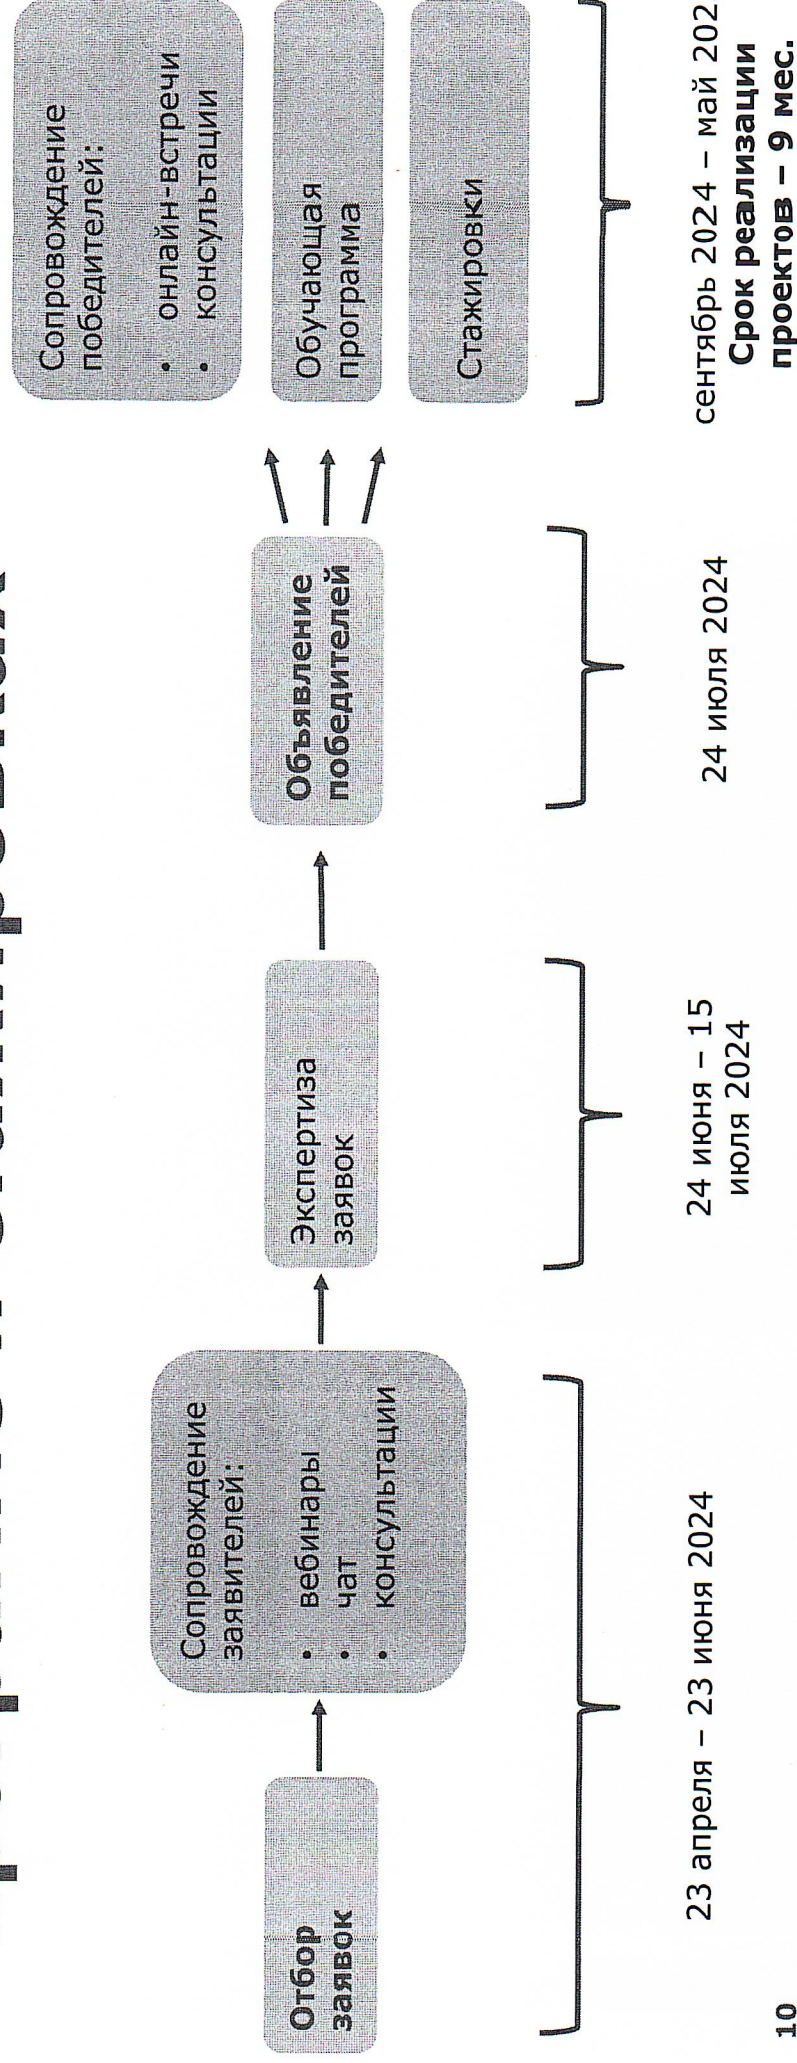 Отбор
заявок
Сопровождение
заявителей:
• вебинары
• чат
• консультации
Экспертиза
заявок
Объявление
победителей
Сопровождение
победителей:
• онлайн-встречи
• консультации
Обучающая
программа
Стажировки
23 апреля – 23 июня 2024
24 июня – 15
июля 2024
24 июля 2024
сентябрь 2024 – май 202
Срок реализации
проектов – 9 мес.
10